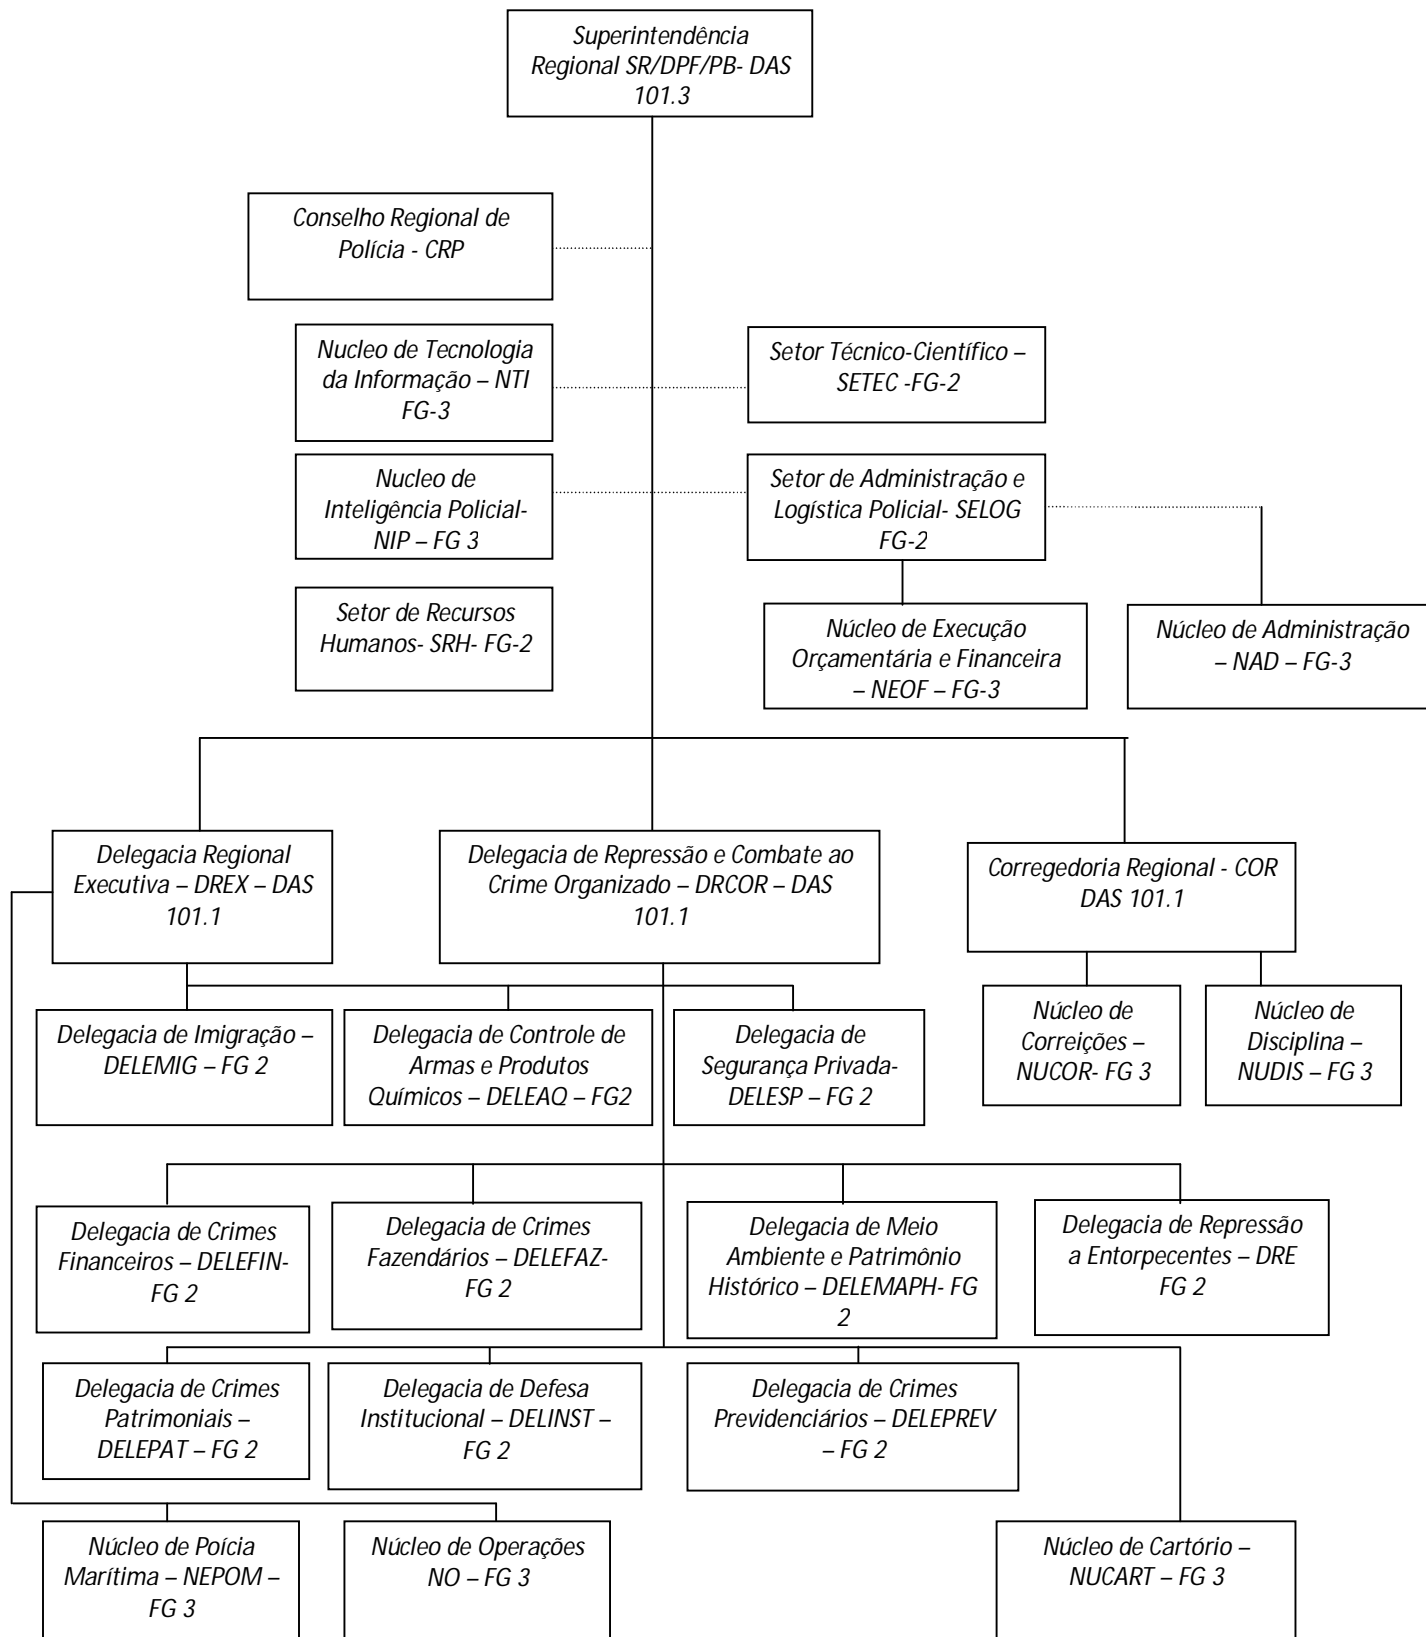 Superintendência
Regional SR/DPF/PB- DAS
101.3
Conselho Regional de
Polícia - CRP
Nucleo de Tecnologia
da Informação – NTI
FG-3
Setor Técnico-Científico –
SETEC -FG-2
Nucleo de
Inteligência Policial-
NIP – FG 3
Setor de Administração e
Logística Policial- SELOG
FG-2
Setor de Recursos
Humanos- SRH- FG-2
Núcleo de Execução
Orçamentária e Financeira
– NEOF – FG-3
Núcleo de Administração
– NAD – FG-3
Delegacia Regional
Executiva – DREX – DAS
101.1
Delegacia de Repressão e Combate ao
Crime Organizado – DRCOR – DAS
101.1
Corregedoria Regional - COR
DAS 101.1
Delegacia de Imigração –
DELEMIG – FG 2
Delegacia de Controle de
Armas e Produtos
Químicos – DELEAQ – FG2
Delegacia de
Segurança Privada-
DELESP – FG 2
Núcleo de
Correições –
NUCOR- FG 3
Núcleo de
Disciplina –
NUDIS – FG 3
Delegacia de Crimes
Financeiros – DELEFIN-
FG 2
Delegacia de Crimes
Fazendários – DELEFAZ-
FG 2
Delegacia de Meio
Ambiente e Patrimônio
Histórico – DELEMAPH- FG
2
Delegacia de Repressão
a Entorpecentes – DRE
FG 2
Delegacia de Crimes
Patrimoniais –
DELEPAT – FG 2
Delegacia de Defesa
Institucional – DELINST –
FG 2
Delegacia de Crimes
Previdenciários – DELEPREV
– FG 2
Núcleo de Poícia
Marítima – NEPOM –
FG 3
Núcleo de Operações
NO – FG 3
Núcleo de Cartório –
NUCART – FG 3